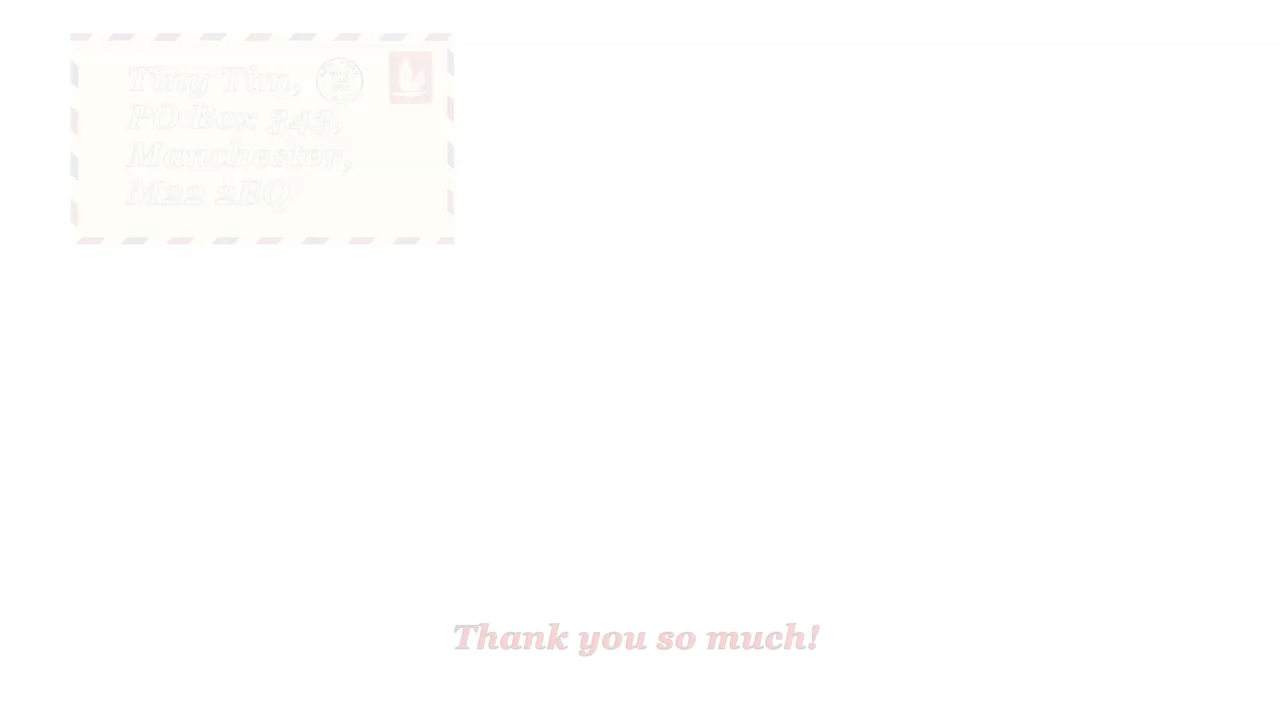 Tiny Tim,
PO Box 343,
Manchester,
M22 2EQ
Thank you so much!